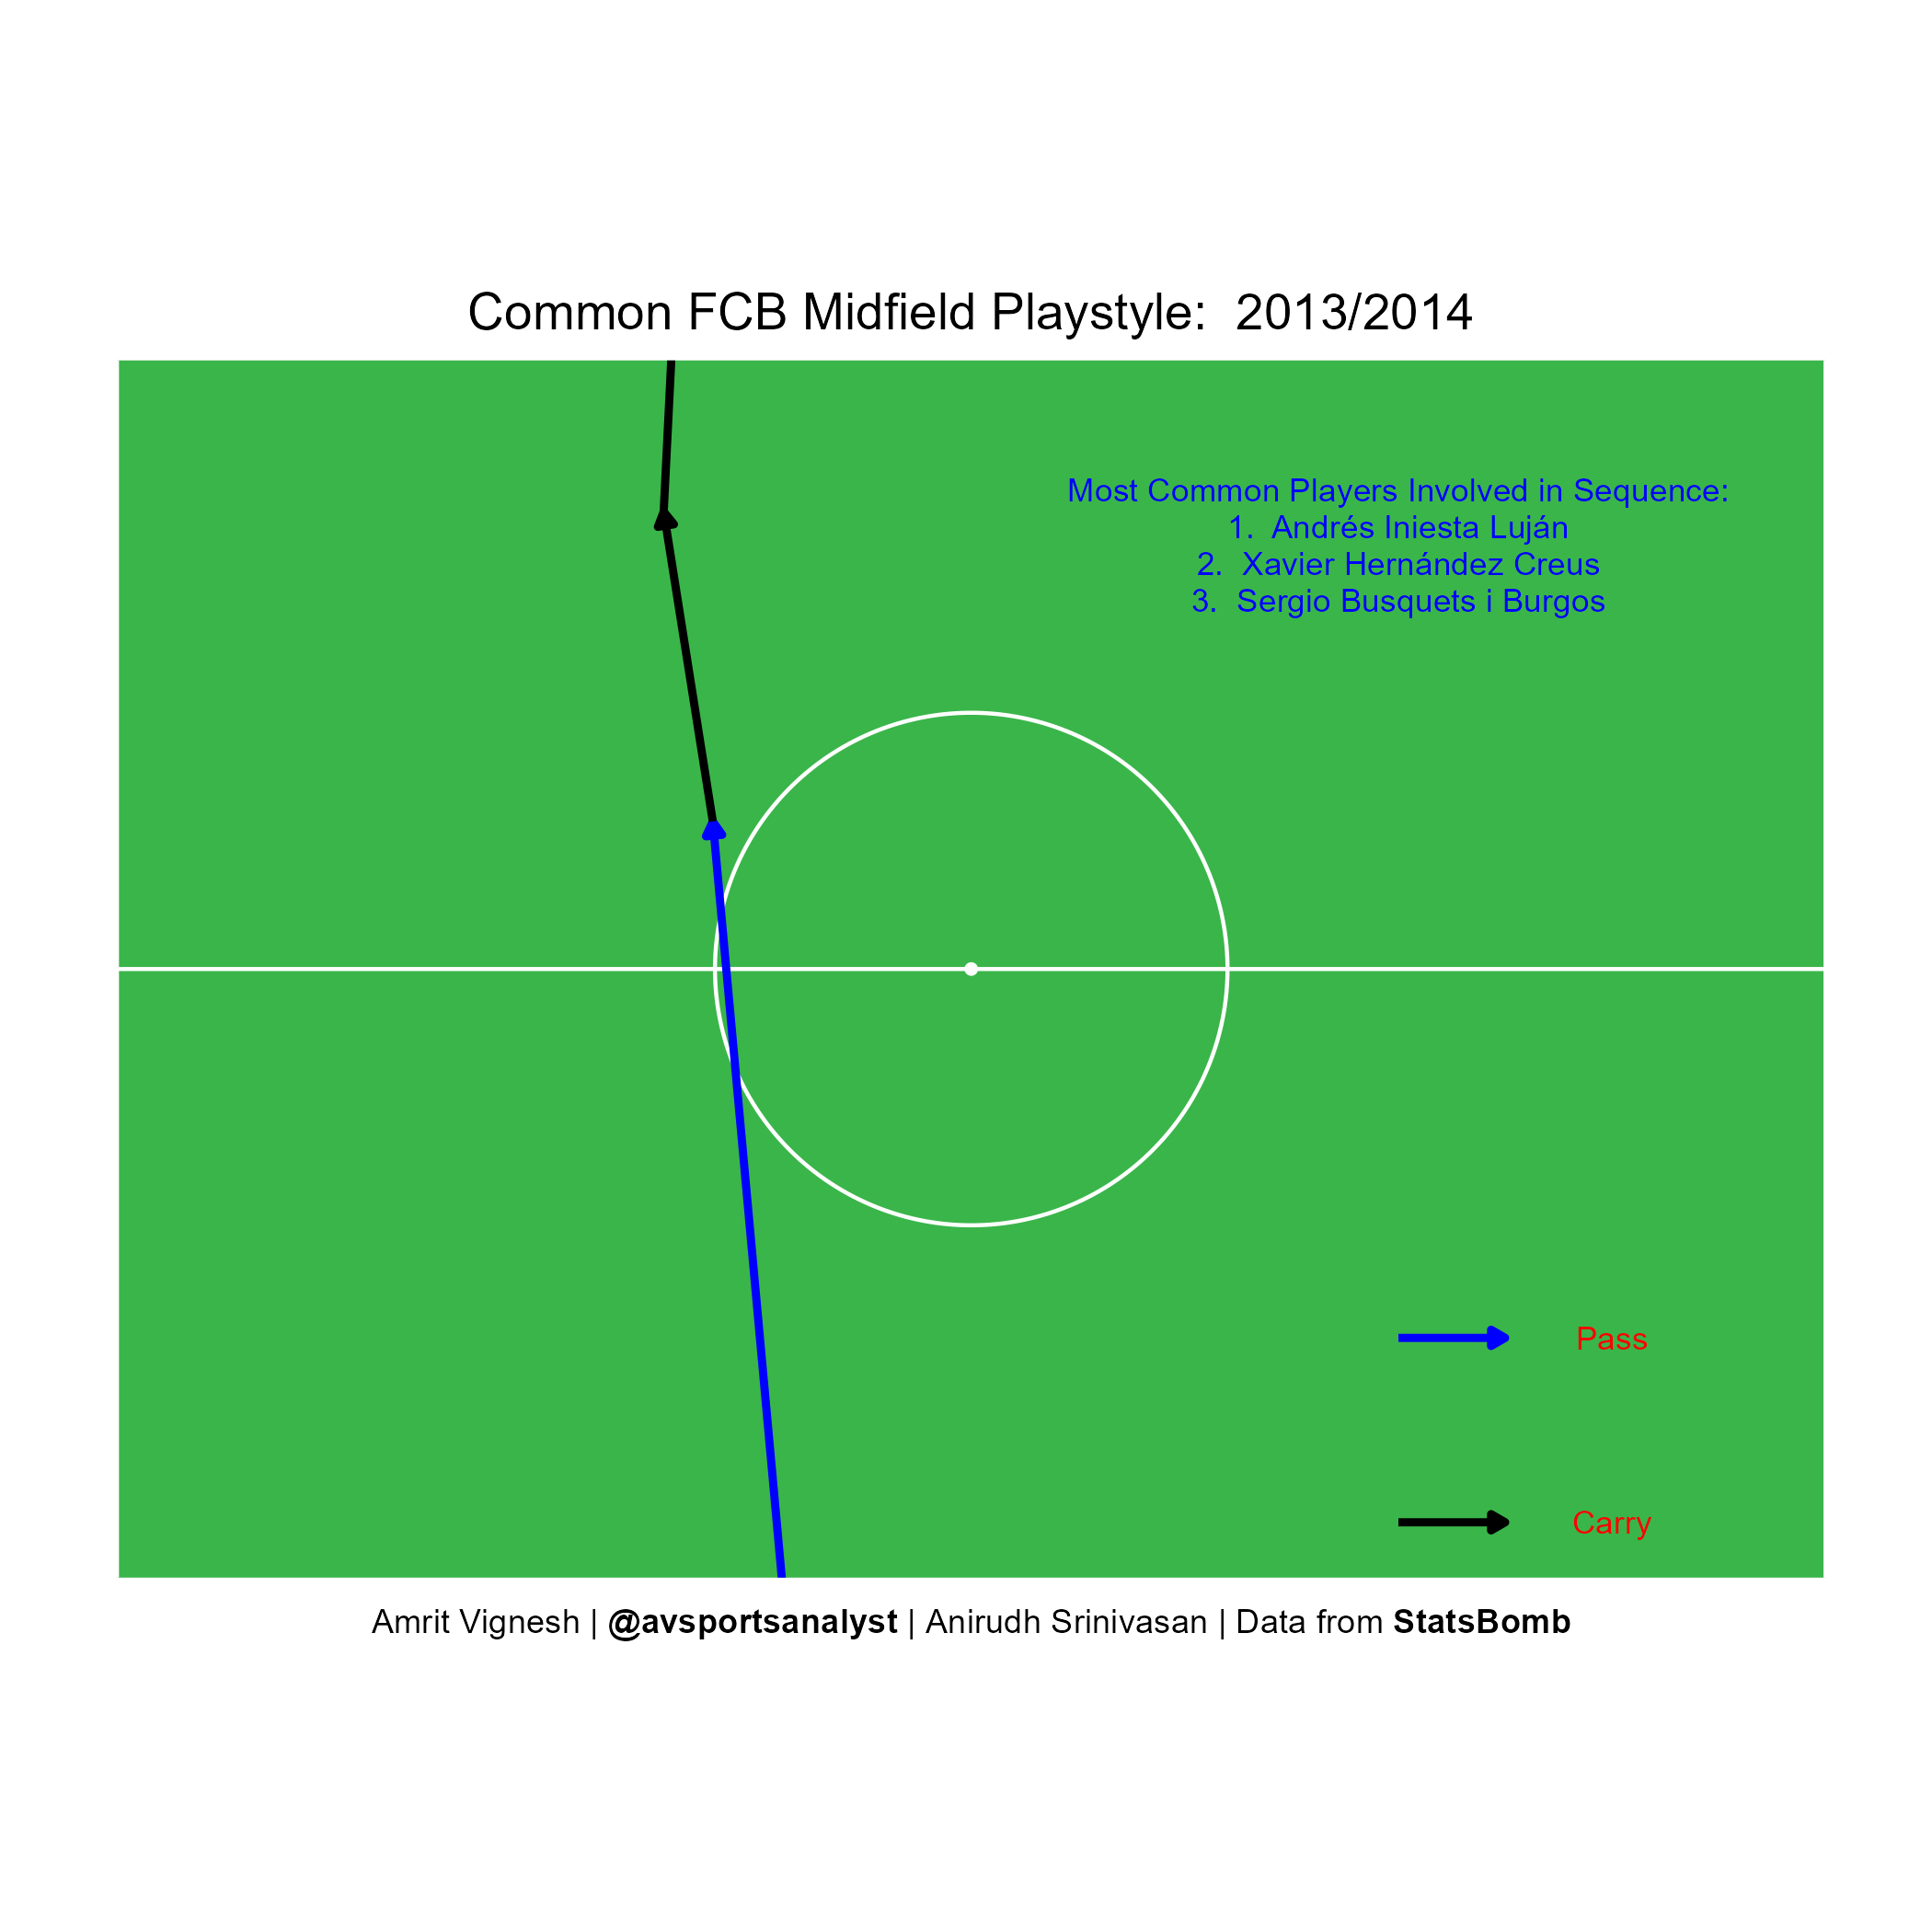 Common FCB Midfield Playstyle:  2013/2014
Most Common Players Involved in Sequence:
1.  Andrés Iniesta Luján
2.  Xavier Hernández Creus
3.  Sergio Busquets i Burgos
Pass
Carry
Amrit Vignesh | @avsportsanalyst | Anirudh Srinivasan | Data from StatsBomb